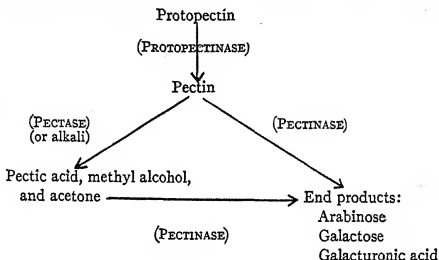 Protopectin
(PROTOPECTINASE)
Pectin
(PECTASE)
(or alkali)
(PECTINASE)
Pectic acid, methyl alcohol,
and acetone
End products:
Arabinose
Galactose
Galacturonic acid
(PECTINASE)